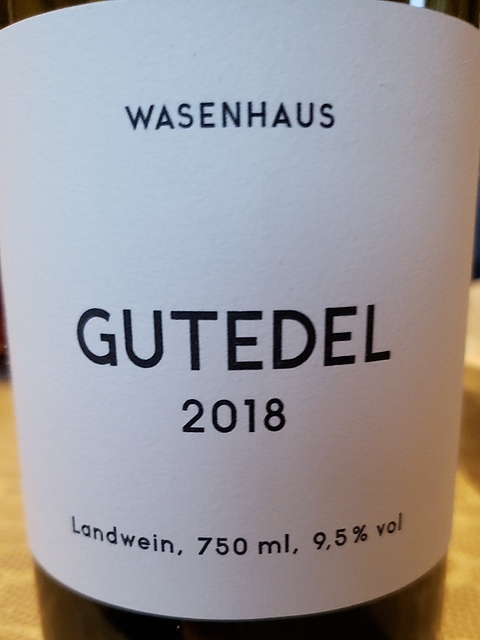 WASENHAUS
GUTEDEL
2018
Landwein, 750 ml, 9,5% vol